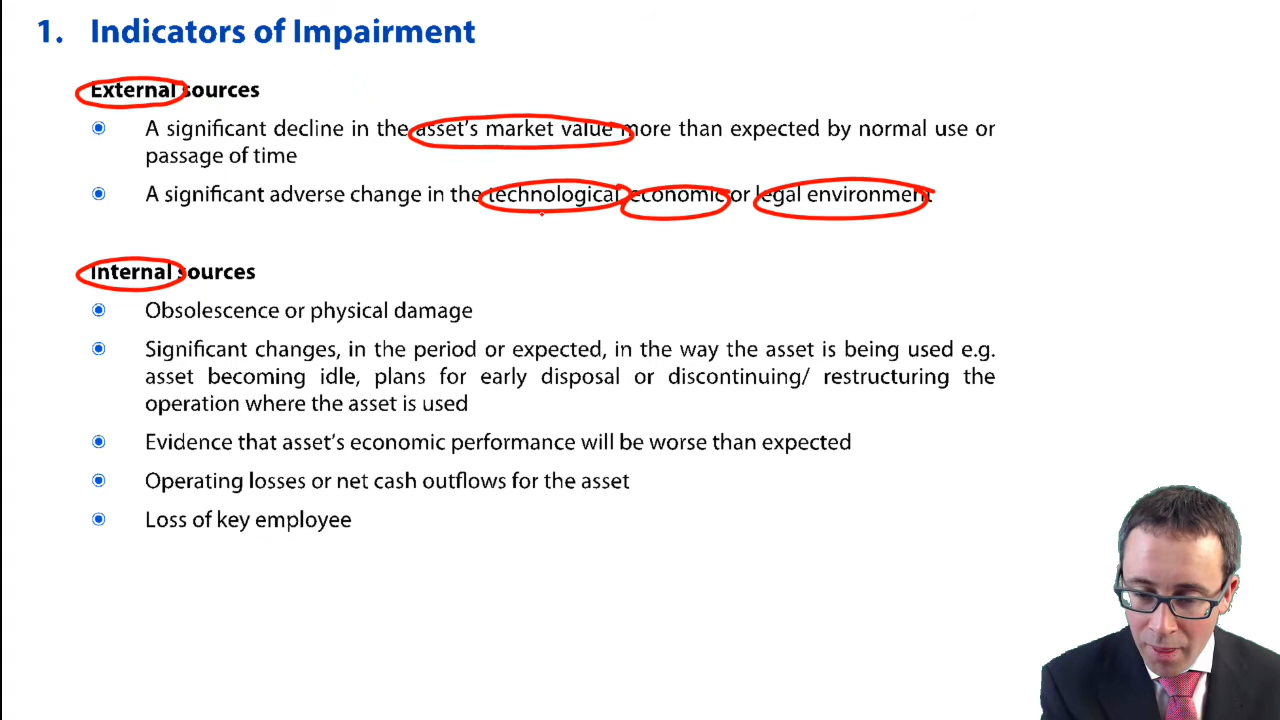 1. Indicators of Impairment
External sources
A significant decline in the asset's market value more than expected by normal use or
passage of time
A significant adverse change in the technological economic or legal environment
Internal sources
Obsolescence or physical damage
Significant changes, in the period or expected, in the way the asset is being used e.g.
asset becoming idle, plans for early disposal or discontinuing/ restructuring the
operation where the asset is used
Evidence that asset's economic performance will be worse than expected
Operating losses or net cash outflows for the asset
Loss of key employee